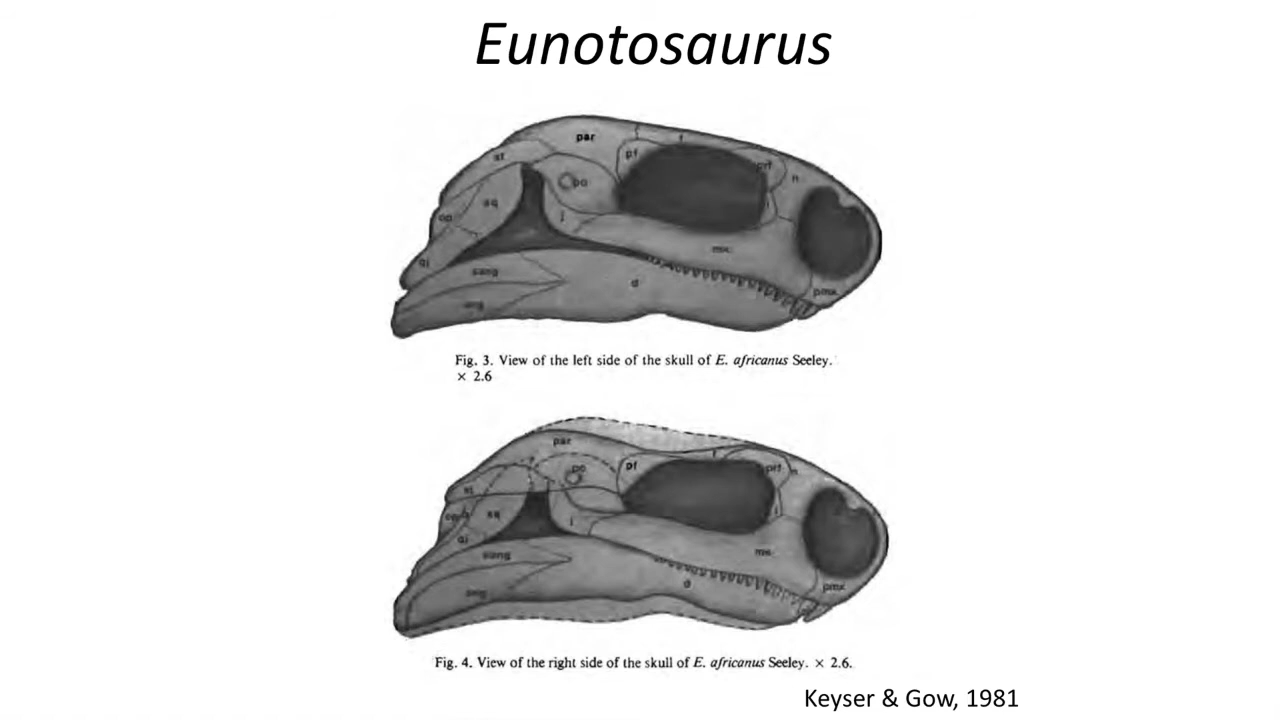 Eunotosaurus
par
f
pf
prf
st
po
n
sq
op
j
l
mx
qj
sang
d
ang
pmx
Fig. 3. View of the left side of the skull of E. africanus Seeley.
× 2.6
par
f
po
pf
prf
n
st
sq
l
j
qj
mx
sang
d
pmx
ang
Fig. 4. View of the right side of the skull of E. africanus Seeley. × 2.6.
Keyser & Gow, 1981